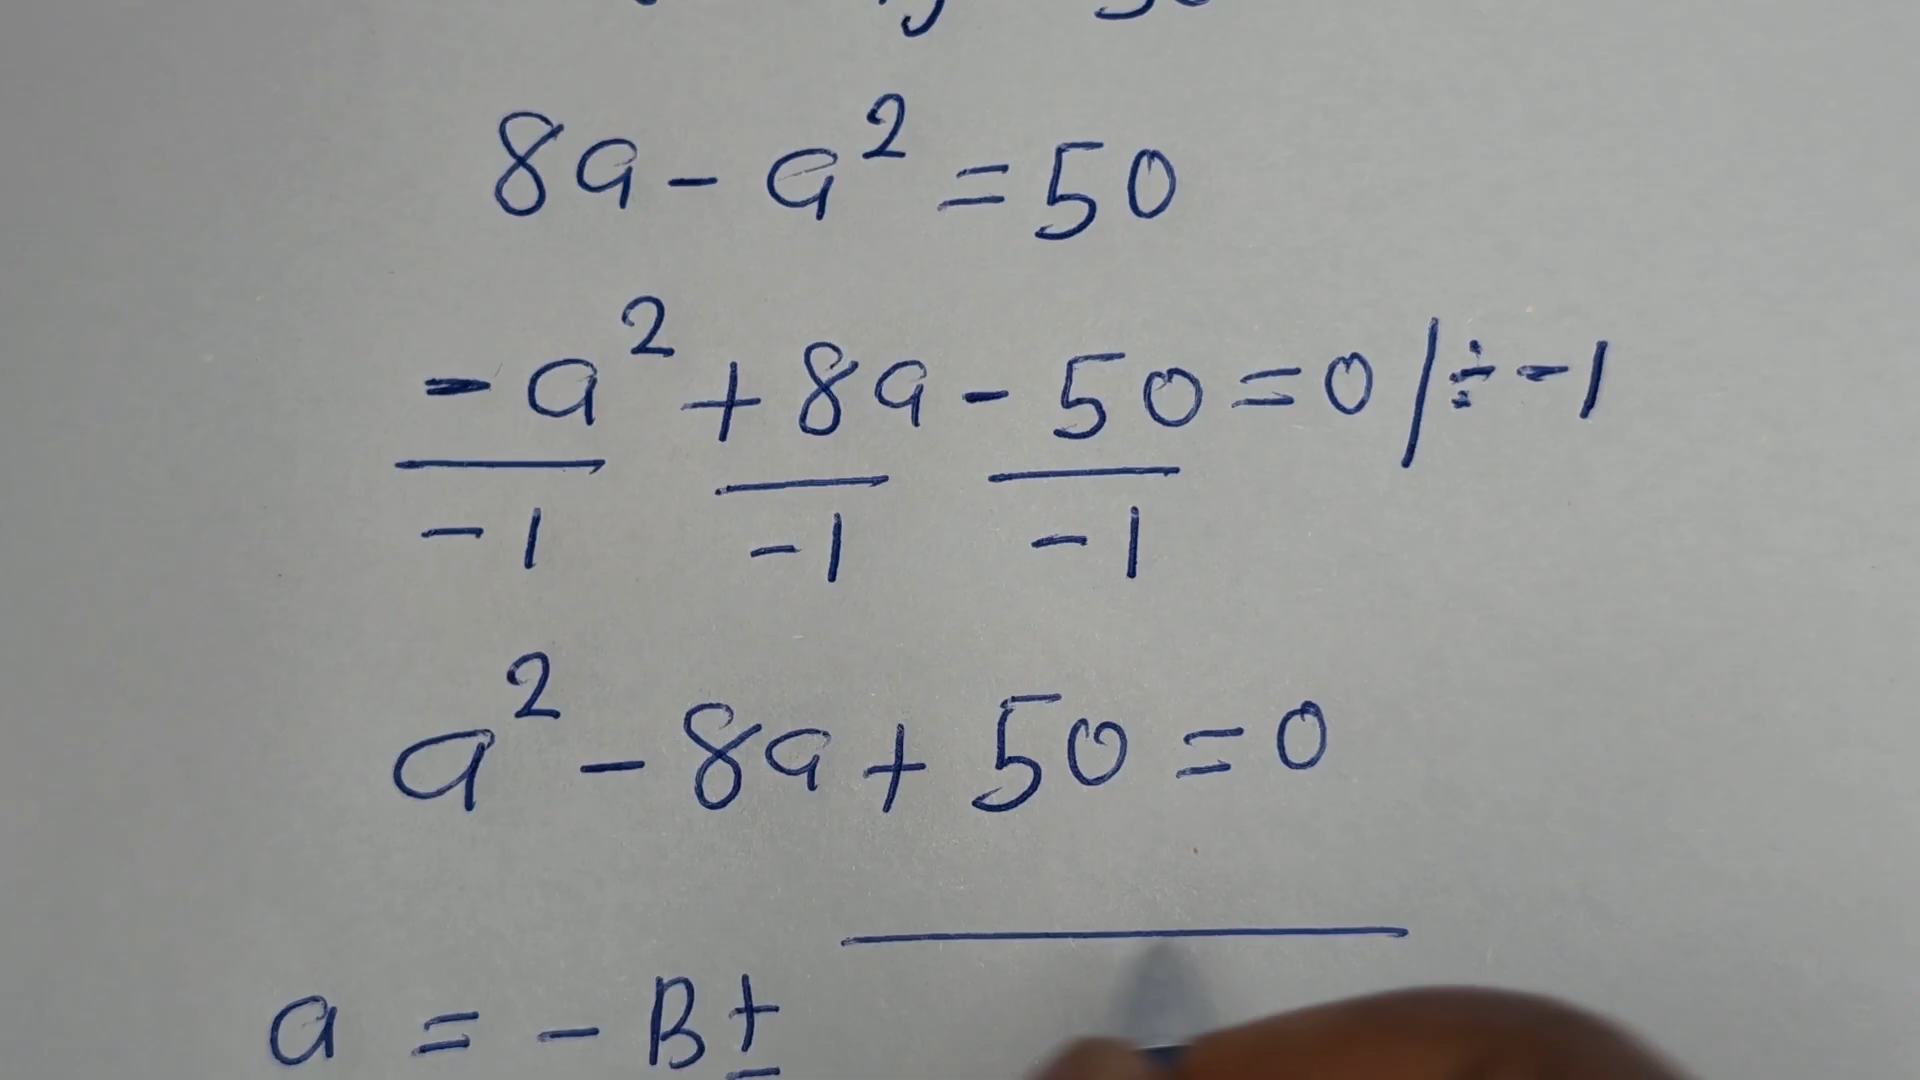 8a - a² = 50
-a² + 8a - 50 = 0 / ÷ -1
-1 -1 -1
a² - 8a + 50 = 0
a = - B ±